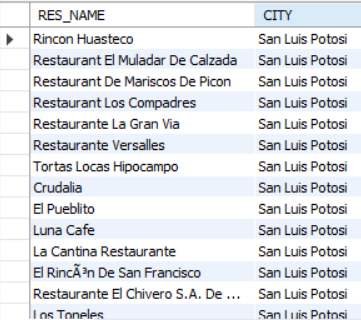 RES_NAME CITY
Rincon Huasteco San Luis Potosi
Restaurant El Muladar De Calzada San Luis Potosi
Restaurant De Mariscos De Picon San Luis Potosi
Restaurant Los Compadres San Luis Potosi
Restaurante La Gran Via San Luis Potosi
Restaurante Versalles San Luis Potosi
Tortas Locas Hipocampo San Luis Potosi
Crudalia San Luis Potosi
El Pueblito San Luis Potosi
Luna Cafe San Luis Potosi
La Cantina Restaurante San Luis Potosi
El RincÃ³n De San Francisco San Luis Potosi
Restaurante El Chivero S.A. De ... San Luis Potosi
Los Toneles San Luis Potosi